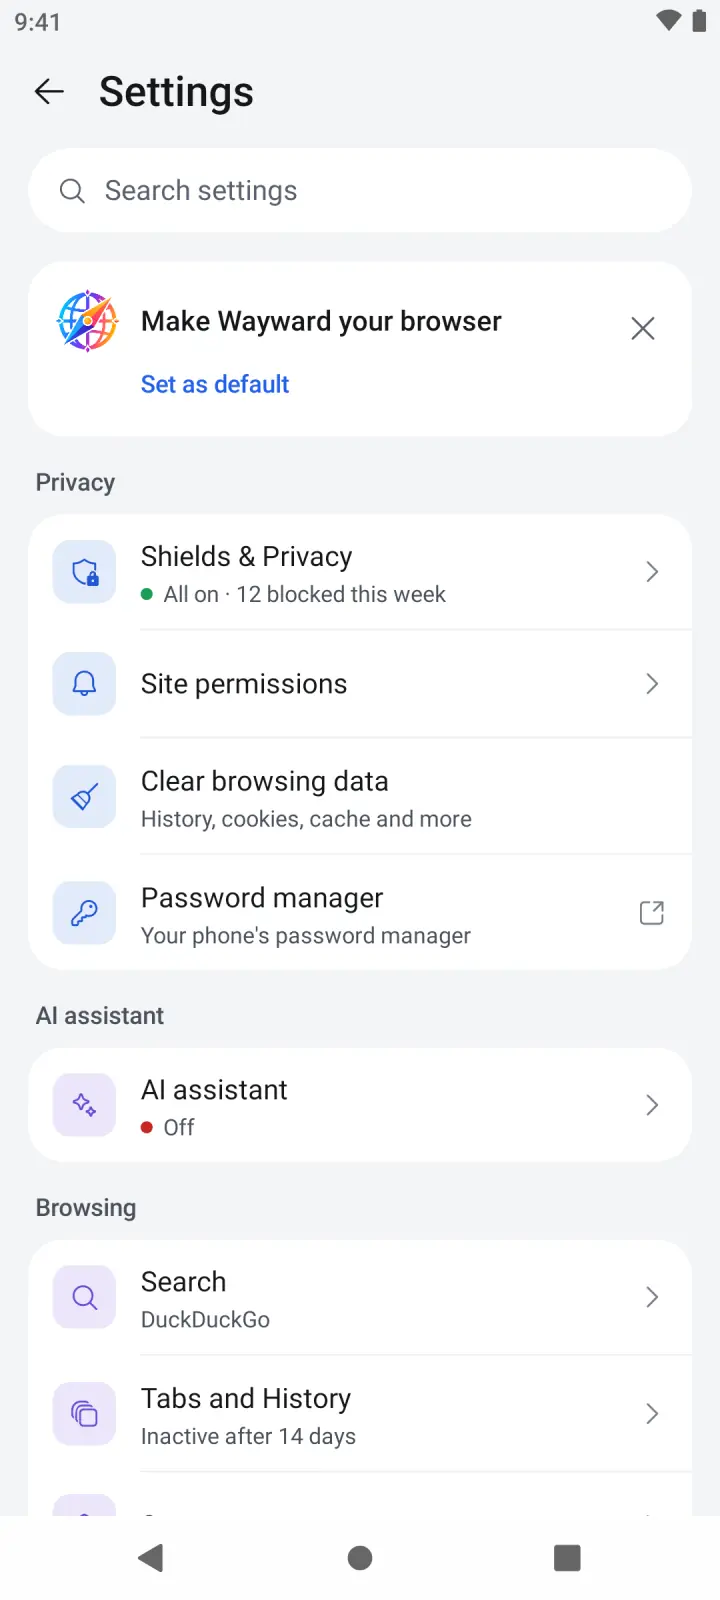 9:41
Settings
Search settings
Make Wayward your browser
Set as default
Privacy
Shields & Privacy
All on · 12 blocked this week
Site permissions
Clear browsing data
History, cookies, cache and more
Password manager
Your phone's password manager
AI assistant
AI assistant
Off
Browsing
Search
DuckDuckGo
Tabs and History
Inactive after 14 days